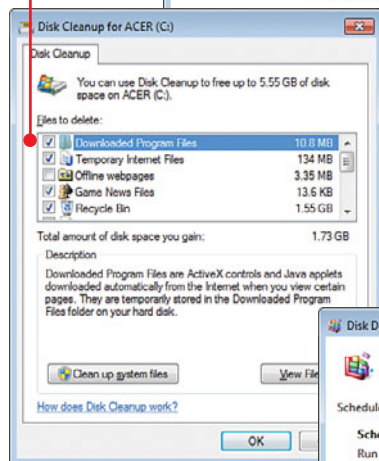 Disk Cleanup for ACER (C:)
Disk Cleanup
You can use Disk Cleanup to free up to 5.55 GB of disk
space on ACER (C:).
Files to delete:
Downloaded Program Files 10.8 MB
Temporary Internet Files 134 MB
Offline webpages 3.35 MB
Game News Files 13.6 KB
Recycle Bin 1.55 GB
Total amount of disk space you gain: 1.73 GB
Description
Downloaded Program Files are ActiveX controls and Java applets
downloaded automatically from the Internet when you view certain
pages. They are temporarily stored in the Downloaded Program
Files folder on your hard disk.
Clean up system files
View File
How does Disk Cleanup work?
OK
Disk D
Schedule
Sche
Run